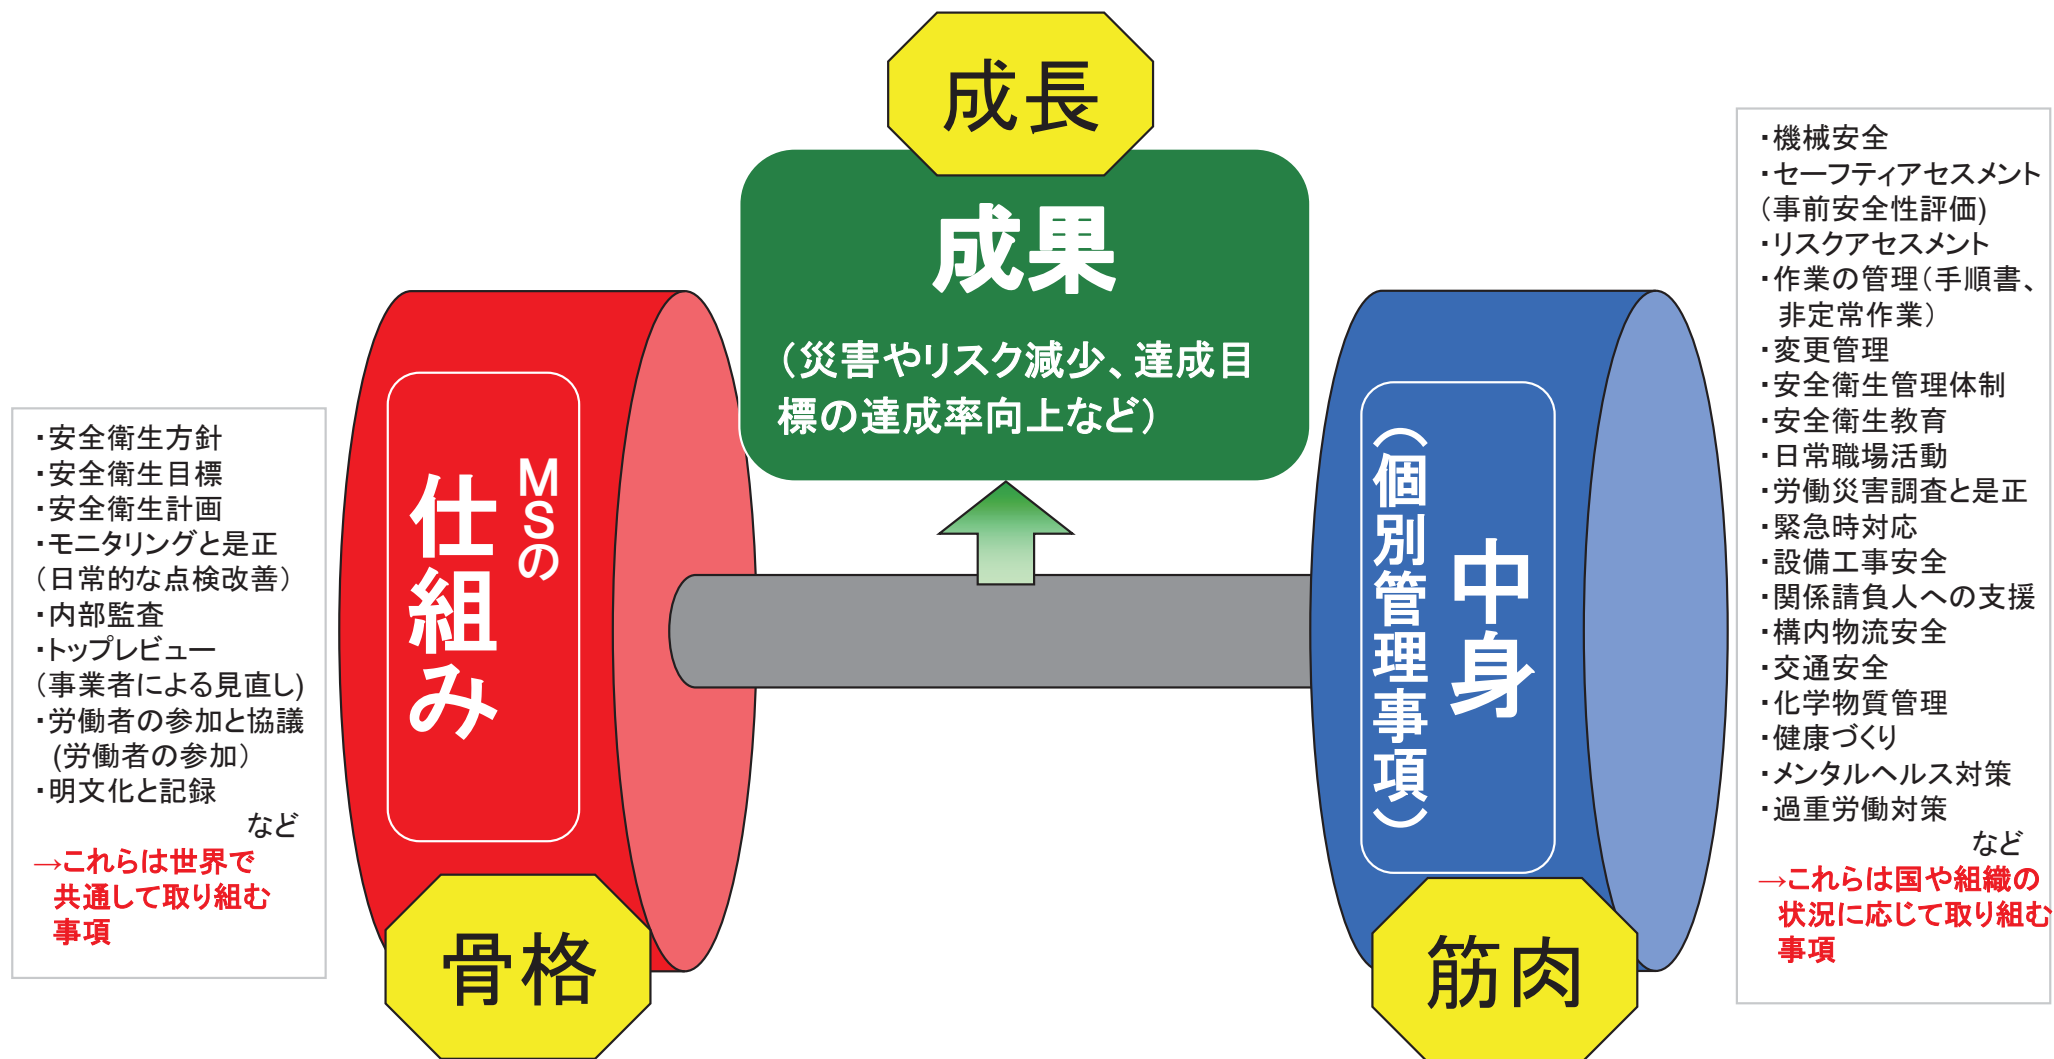 成長
成果
（災害やリスク減少、達成目
標の達成率向上など）
・安全衛生方針
・安全衛生目標
・安全衛生計画
・モニタリングと是正
（日常的な点検改善）
・内部監査
・トップレビュー
（事業者による見直し)
・労働者の参加と協議
(労働者の参加）
・明文化と記録
など
→これらは世界で
共通して取り組む
事項
MSの
仕組み
骨格
中身
（個別管理事項）
筋肉
・機械安全
・セーフティアセスメント
（事前安全性評価)
・リスクアセスメント
・作業の管理（手順書、
非定常作業）
・変更管理
・安全衛生管理体制
・安全衛生教育
・日常職場活動
・労働災害調査と是正
・緊急時対応
・設備工事安全
・関係請負人への支援
・構内物流安全
・交通安全
・化学物質管理
・健康づくり
・メンタルヘルス対策
・過重労働対策
など
→これらは国や組織の
状況に応じて取り組む
事項